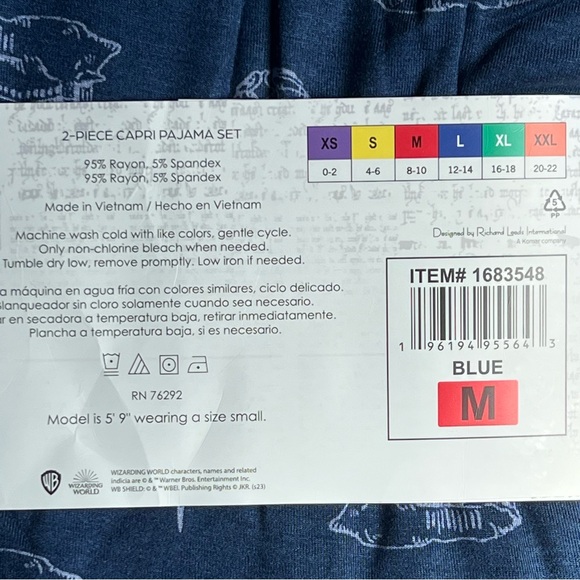 2-PIECE CAPRI PAJAMA SET
95% Rayon, 5% Spandex
95% Rayón, 5% Spandex
Made in Vietnam / Hecho en Vietnam
Machine wash cold with like colors, gentle cycle.
Only non-chlorine bleach when needed.
Tumble dry low, remove promptly. Low iron if needed.
a máquina en agua fría con colores similares, ciclo delicado.
lanqueador sin cloro solamente cuando sea necesario.
ar en secadora a temperatura baja, retirar inmediatamente.
Plancha a temperatura baja, si es necesario.
RN 76292
Model is 5' 9" wearing a size small.
WB
WIZARDING
WORLD
WIZARDING WORLD characters, names and related
indicia are © & ™ Warner Bros. Entertainment Inc.
WB SHIELD: © & ™ WBEI. Publishing Rights © JKR. (s23)
XS S M L XL XXL
0-2 4-6 8-10 12-14 16-18 20-22
5
PP
Designed by Richard Leeds International
A Komar company
ITEM# 1683548
1 96194 95564 3
BLUE
M